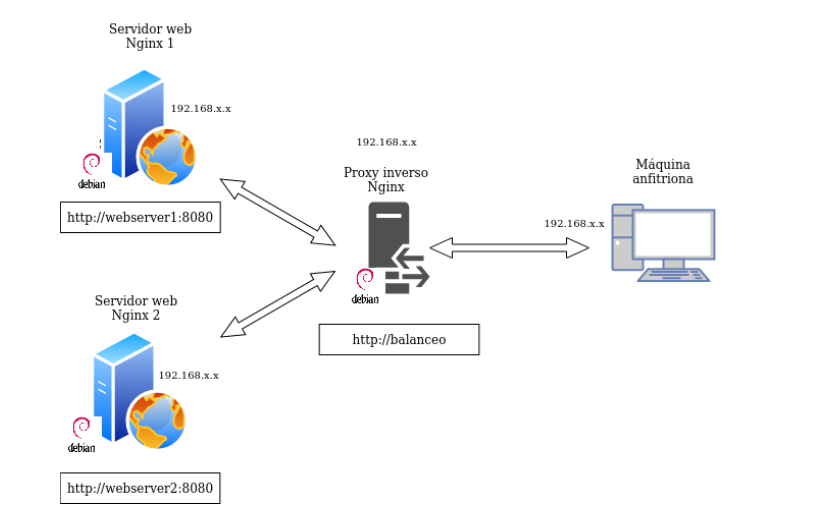 Servidor web
Nginx 1
192.168.x.x
debian
http://webserver1:8080
192.168.x.x
Proxy inverso
Nginx
debian
http://balanceo
Máquina
anfitriona
192.168.x.x
Servidor web
Nginx 2
192.168.x.x
debian
http://webserver2:8080